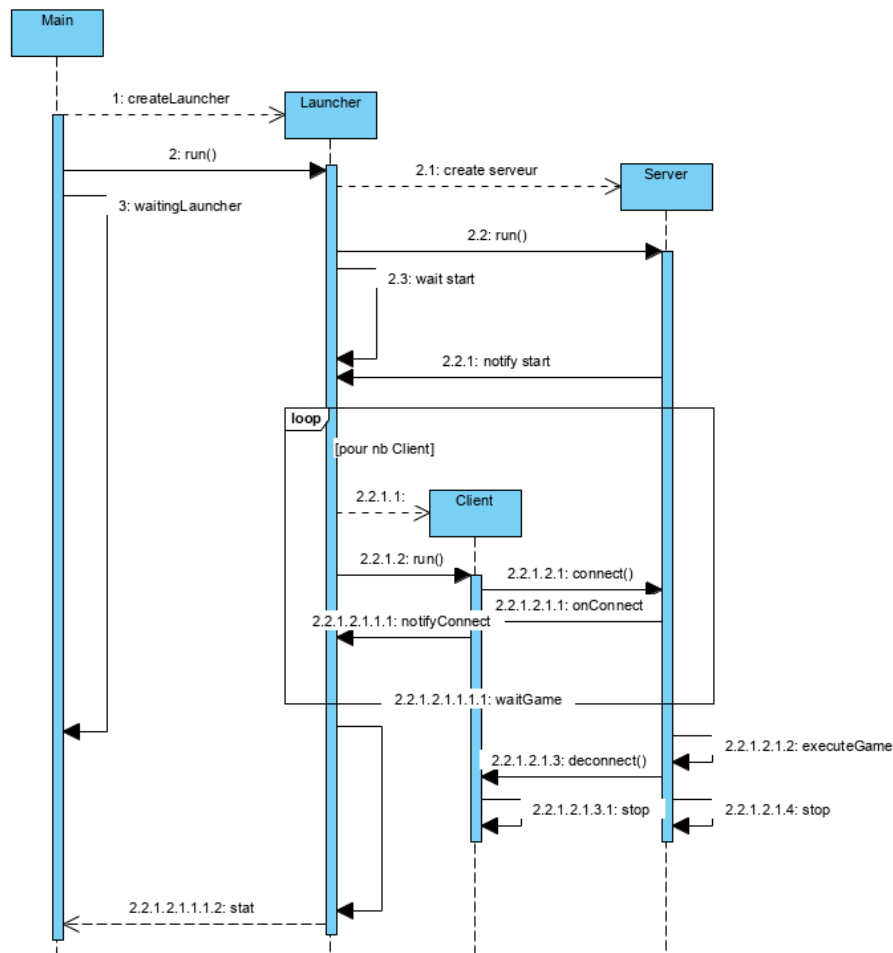 Main
1: createLauncher
Launcher
2: run()
2.1: create serveur
Server
3: waitingLauncher
2.2: run()
2.3: wait start
2.2.1: notify start
loop
[pour nb Client]
2.2.1.1:
Client
2.2.1.2: run()
2.2.1.2.1: connect()
2.2.1.2.1.1: onConnect
2.2.1.2.1.1.1: notifyConnect
2.2.1.2.1.1.1.1: waitGame
2.2.1.2.1.2: executeGame
2.2.1.2.1.3: deconnect()
2.2.1.2.1.3.1: stop
2.2.1.2.1.4: stop
2.2.1.2.1.1.1.2: stat